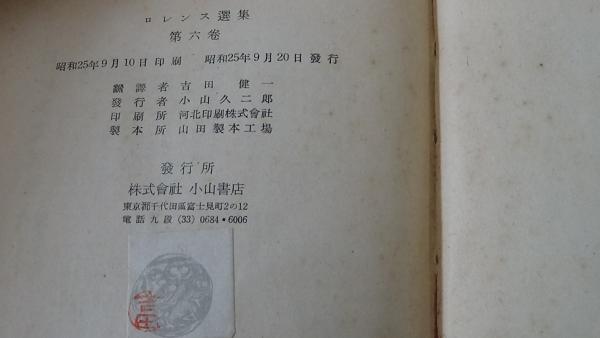 ロレンス選集
第六卷
昭和25年9月10日印刷 昭和25年9月20日發行
飜譯者 吉田健一
發行者 小山久二郎
印刷所 河北印刷株式會社
製本所 山田製本工場
發行所
株式會社 小山書店
東京都千代田區富士見町2の12
電話九段(33)0684・6006
吉田